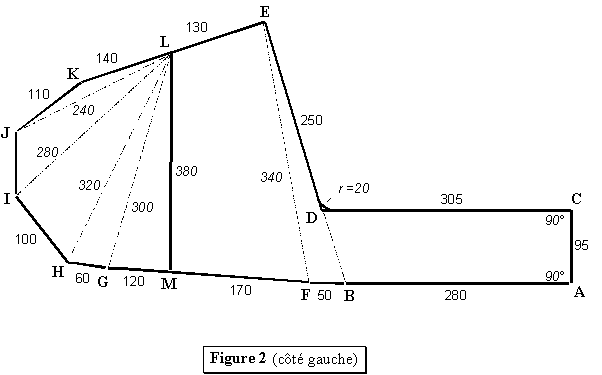 E
130
L
140
K
110
240
J
250
280
380
340
r =20
320
305
C
D
I
90°
300
95
100
H
60
G
120
M
170
F
50
B
280
90°
A
Figure 2 (côté gauche)